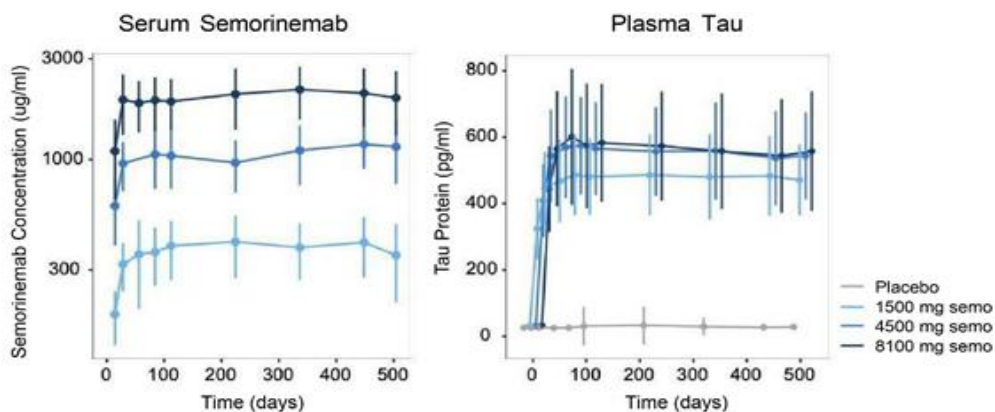 Serum Semorinemab
Plasma Tau
Semorinemab Concentration (ug/ml)
3000
1000
300
0 100 200 300 400 500
Time (days)
Tau Protein (pg/ml)
800
600
400
200
0
0 100 200 300 400 500
Time (days)
Placebo
1500 mg semo
4500 mg semo
8100 mg semo